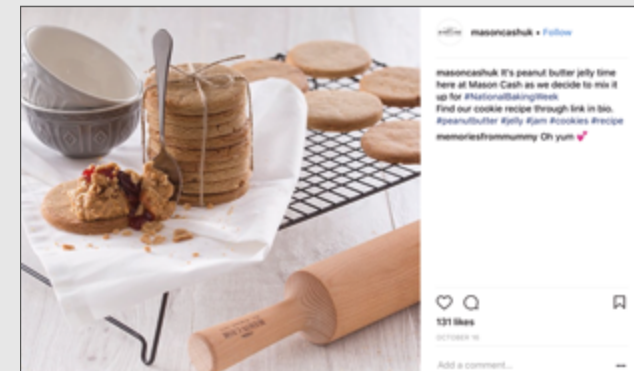 masoncashuk • Follow
masoncashuk It's peanut butter jelly time
here at Mason Cash as we decide to mix it
up for #NationalBakingWeek
Find our cookie recipe through link in bio.
#peanutbutter #jelly #jam #cookies #recipe
memoriesfrommummy Oh yum 💕
131 likes
OCTOBER 16
Add a comment...